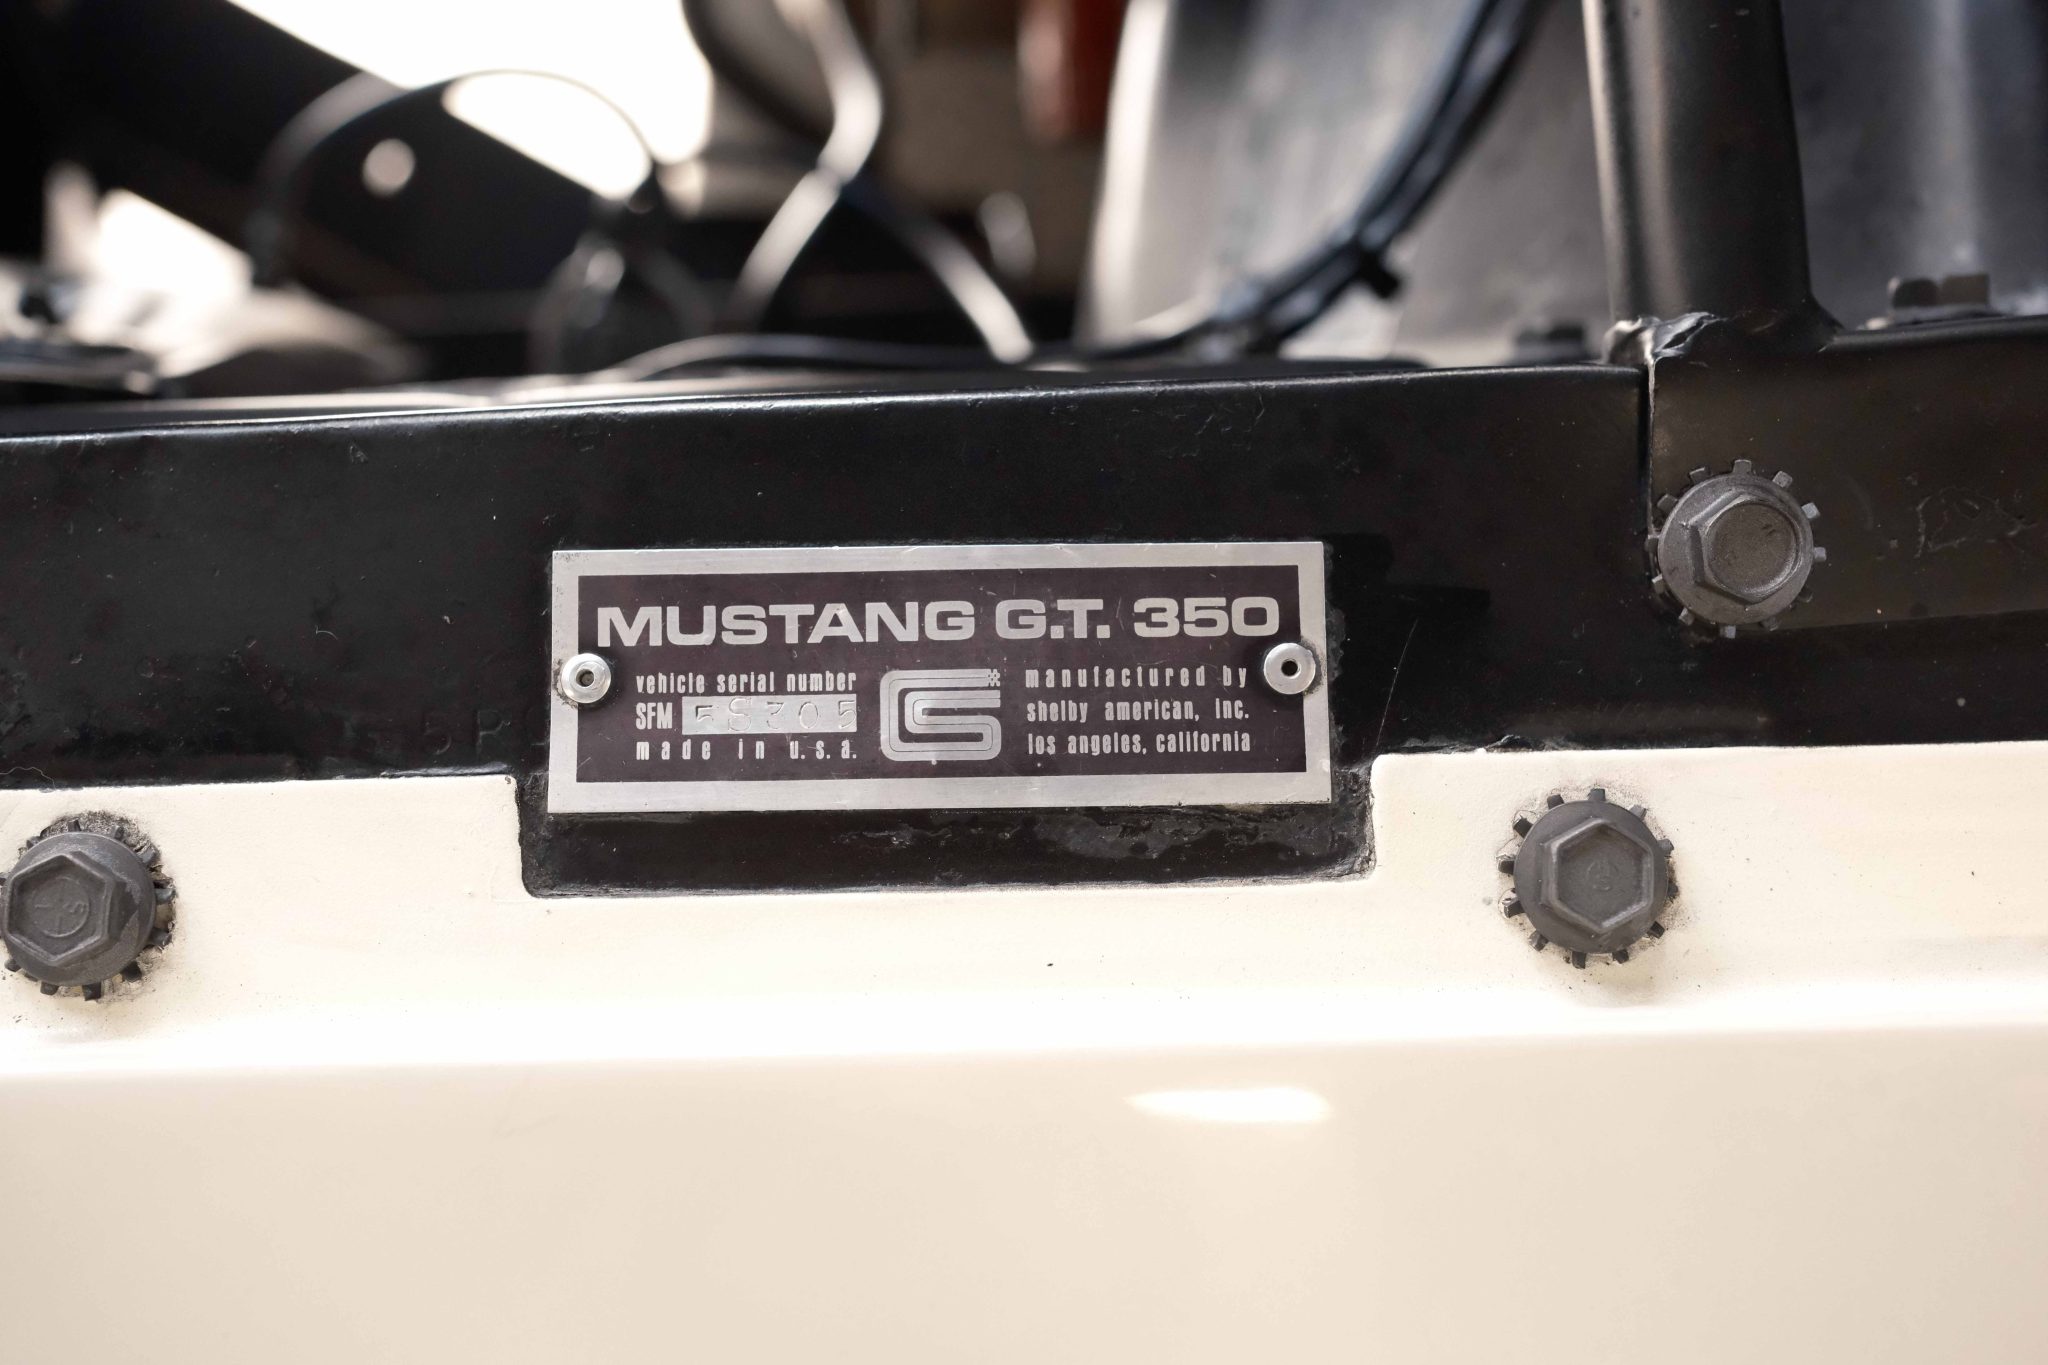 MUSTANG G.T. 350
vehicle serial number
SFM 5S305
made in u.s.a.
manufactured by
shelby american, inc.
los angeles, california